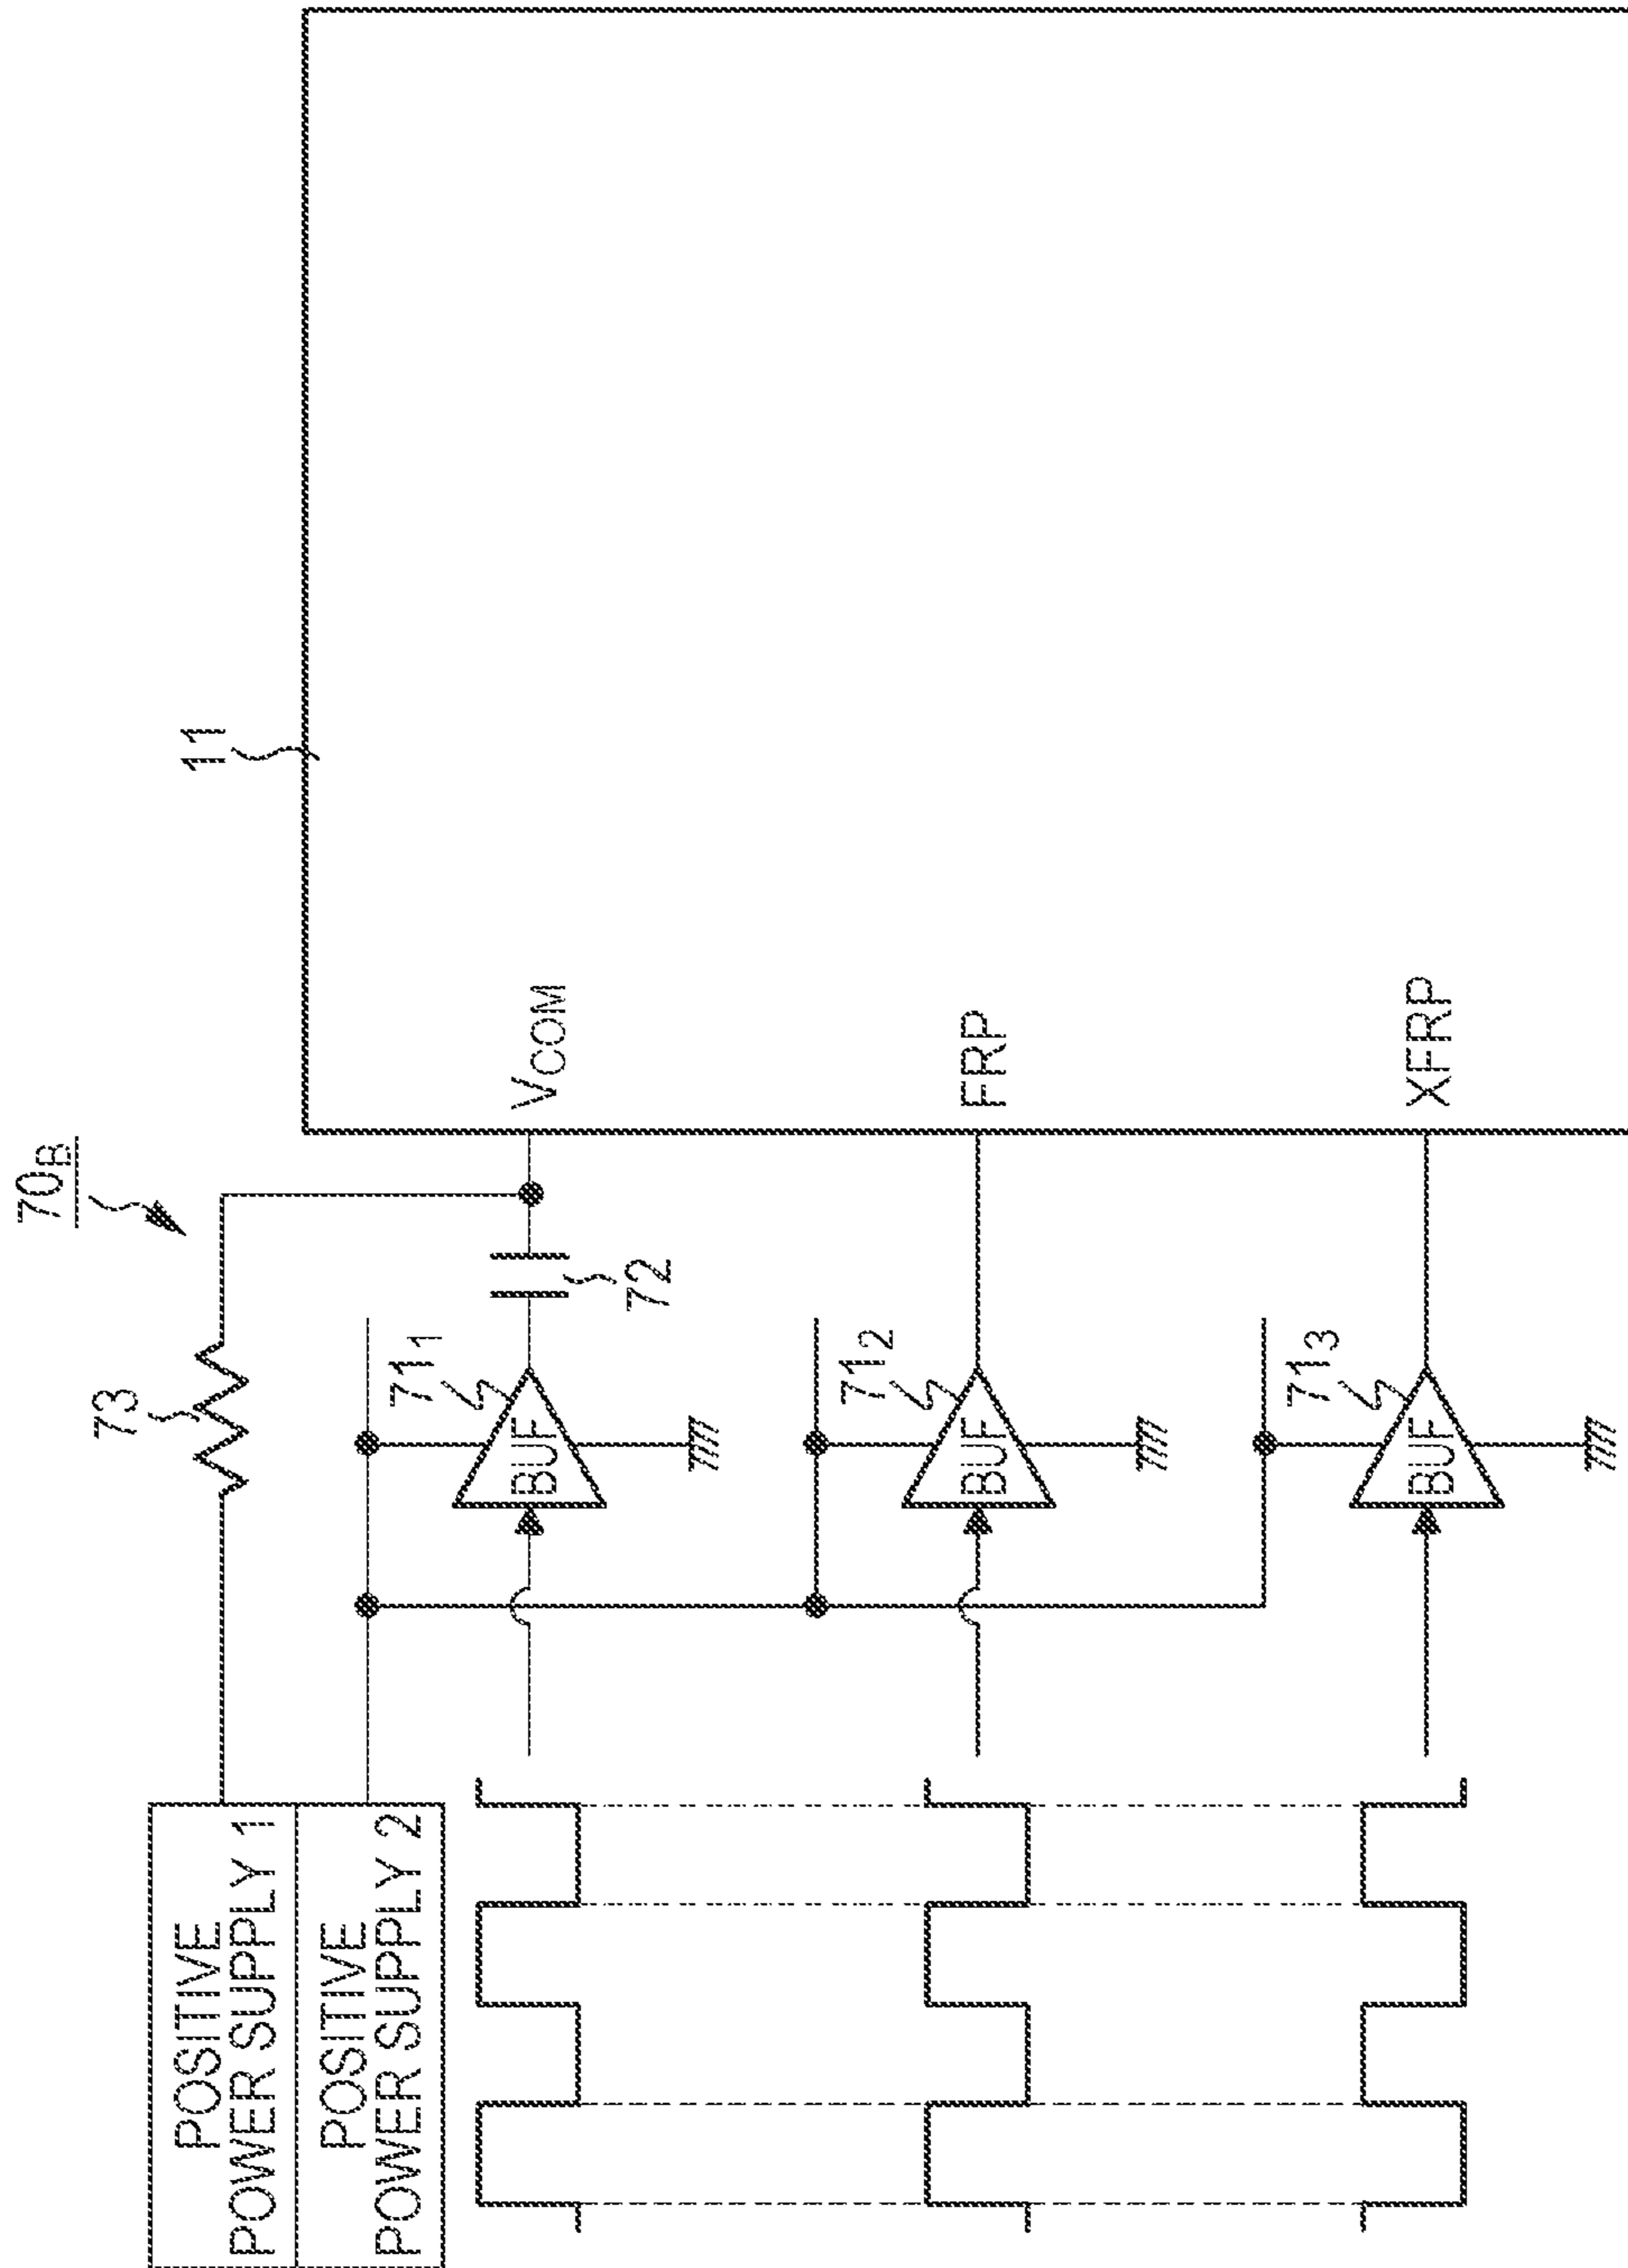 70B
73
11
POSITIVE
POWER SUPPLY 1
POSITIVE
POWER SUPPLY 2
711
BUF
72
VCOM
712
BUF
FRP
713
BUF
XFRP